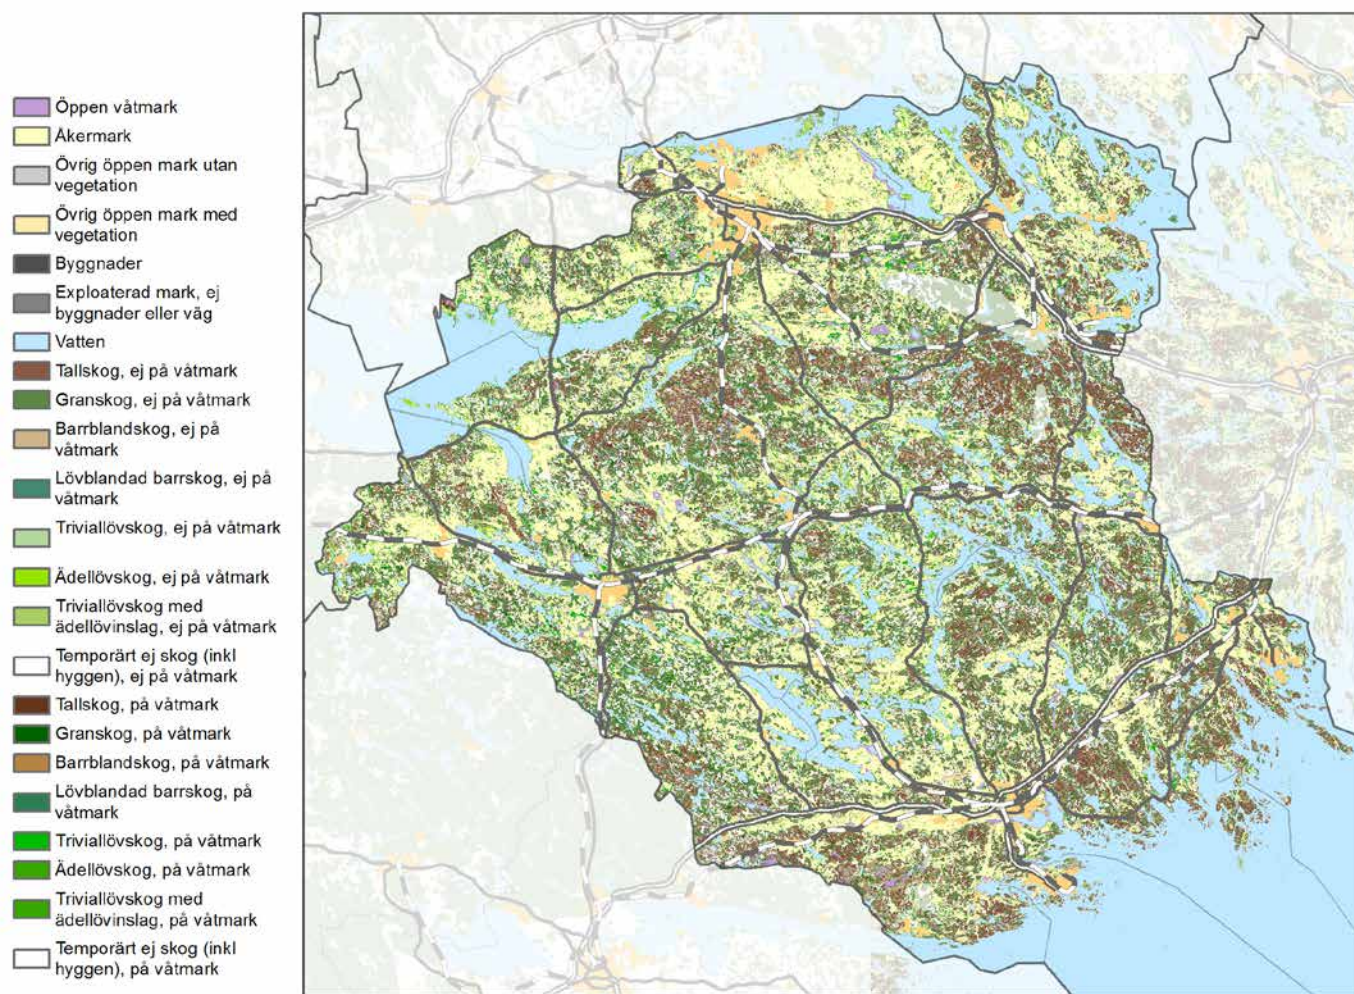 Öppen våtmark
Åkermark
Övrig öppen mark utan
vegetation
Övrig öppen mark med
vegetation
Byggnader
Exploaterad mark, ej
byggnader eller väg
Vatten
Tallskog, ej på våtmark
Granskog, ej på våtmark
Barrblandskog, ej på
våtmark
Lövblandad barrskog, ej på
våtmark
Triviallövskog, ej på våtmark
Ädellövskog, ej på våtmark
Triviallövskog med
ädellövinslag, ej på våtmark
Temporärt ej skog (inkl
hyggen), ej på våtmark
Tallskog, på våtmark
Granskog, på våtmark
Barrblandskog, på våtmark
Lövblandad barrskog, på
våtmark
Triviallövskog, på våtmark
Ädellövskog, på våtmark
Triviallövskog med
ädellövinslag, på våtmark
Temporärt ej skog (inkl
hyggen), på våtmark